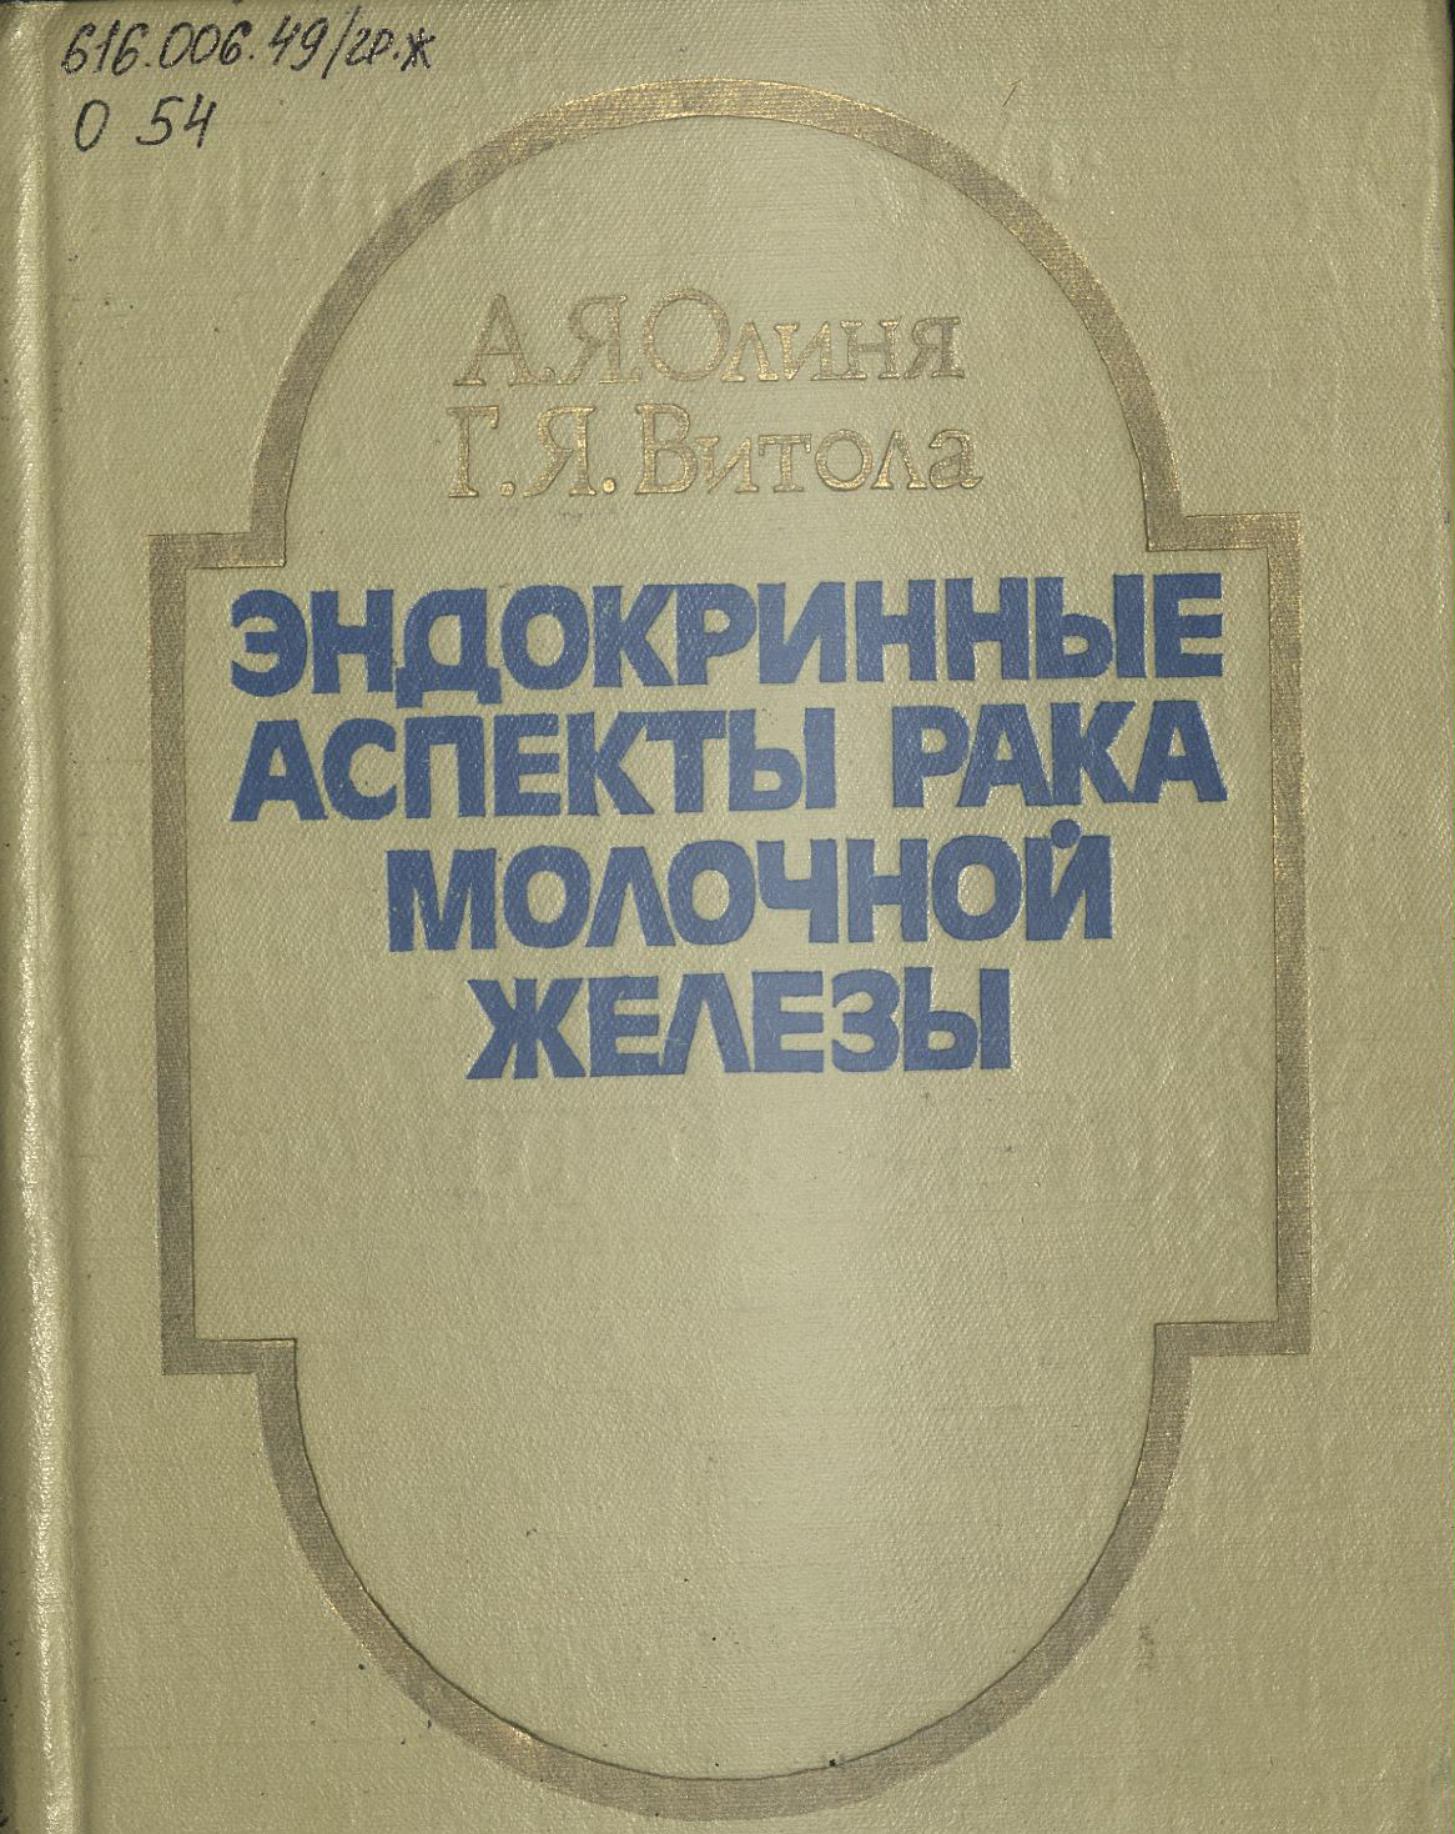 616.006.49/гр.ж
О 54
А.Я.Олиня
Г.Я.Витола
ЭНДОКРИННЫЕ
АСПЕКТЫ РАКА
МОЛОЧНОЙ
ЖЕЛЕЗЫ